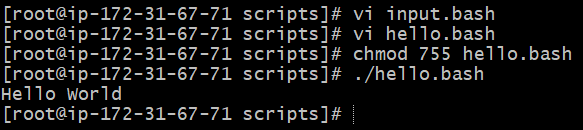 [root@ip-172-31-67-71 scripts]# vi input.bash
[root@ip-172-31-67-71 scripts]# vi hello.bash
[root@ip-172-31-67-71 scripts]# chmod 755 hello.bash
[root@ip-172-31-67-71 scripts]# ./hello.bash
Hello World
[root@ip-172-31-67-71 scripts]#